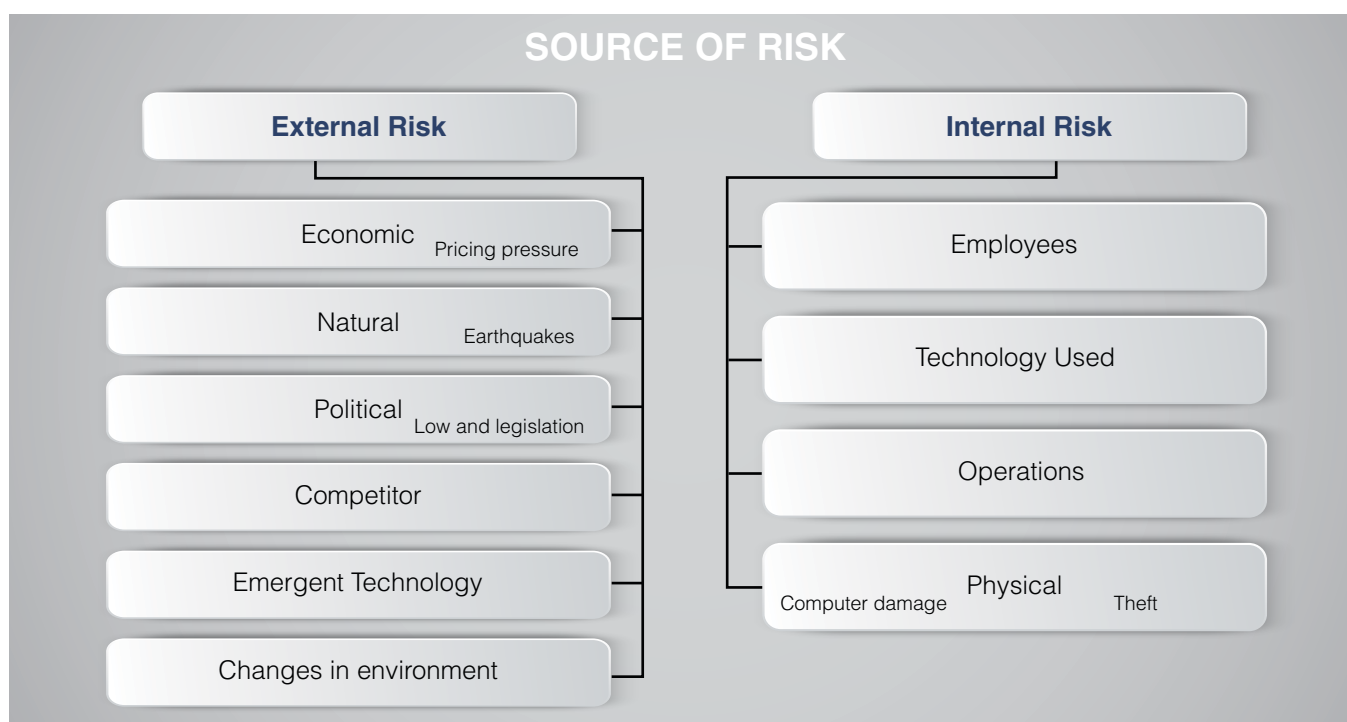 SOURCE OF RISK
External Risk
Economic
Pricing pressure
Natural
Earthquakes
Political
Low and legislation
Competitor
Emergent Technology
Changes in environment
Internal Risk
Employees
Technology Used
Operations
Physical
Computer damage
Theft